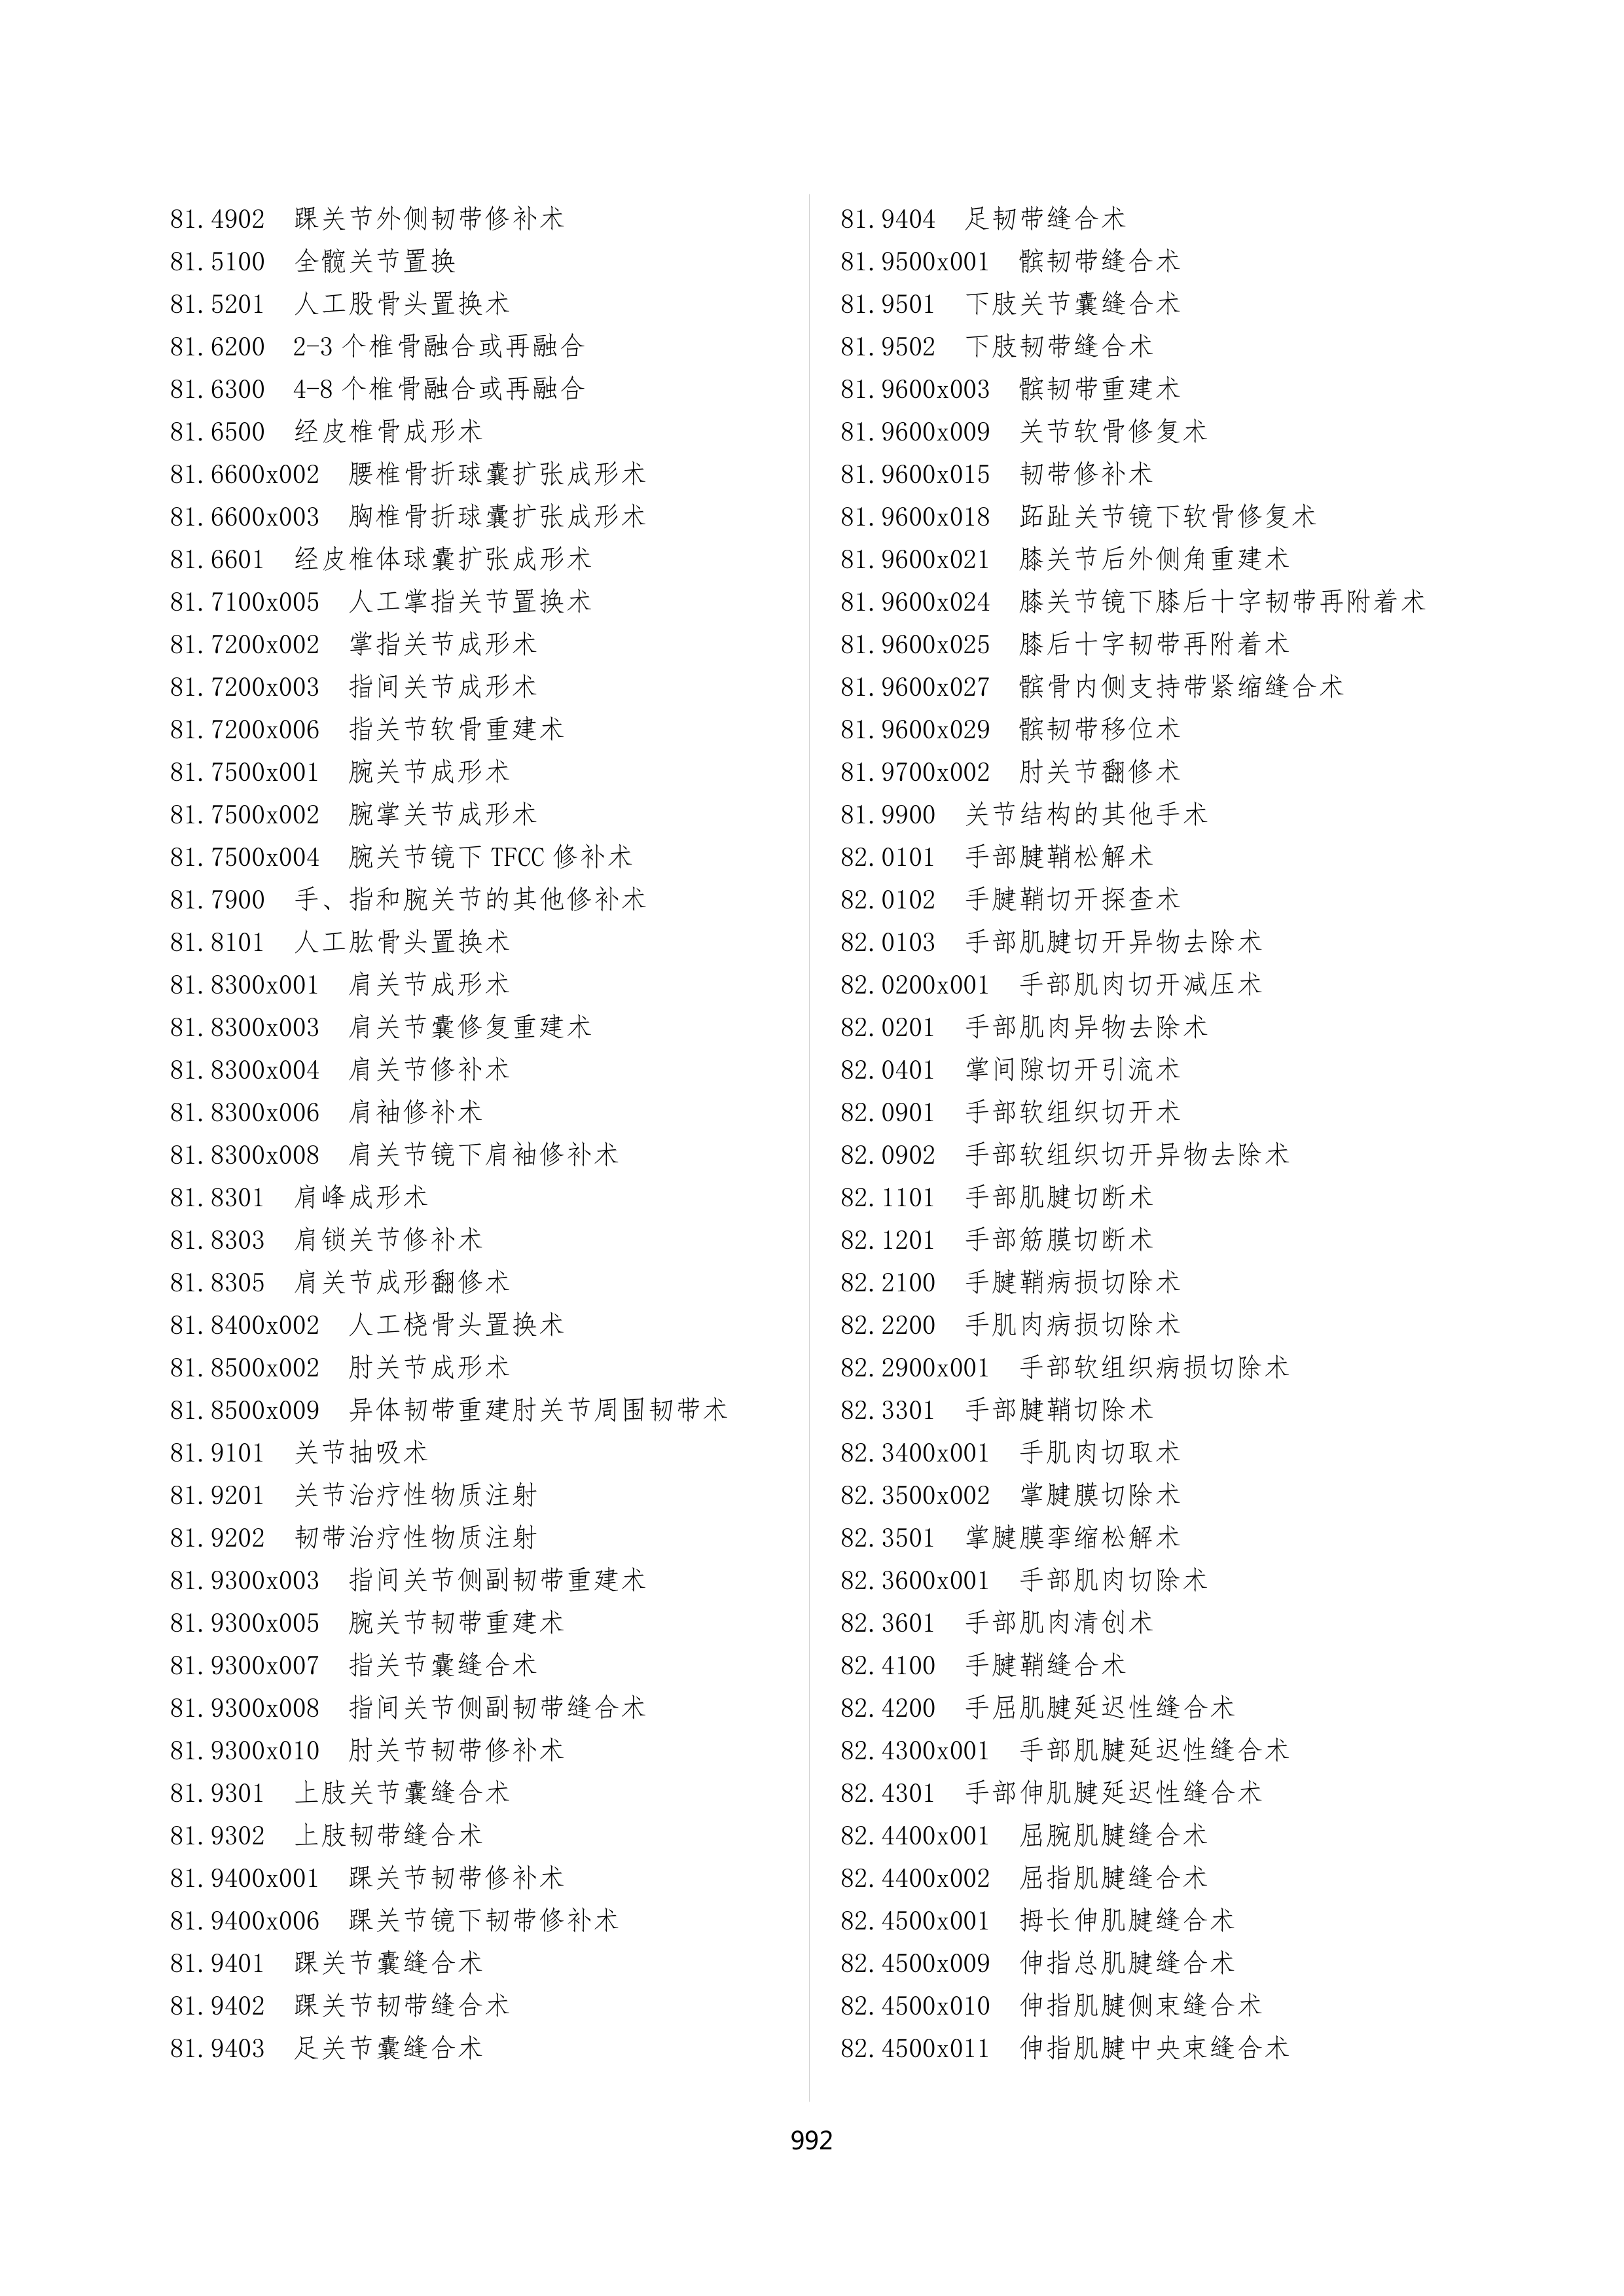 81.4902 踝关节外侧韧带修补术
81.5100 全髋关节置换
81.5201 人工股骨头置换术
81.6200 2-3 个椎骨融合或再融合
81.6300 4-8 个椎骨融合或再融合
81.6500 经皮椎骨成形术
81.6600x002 腰椎骨折球囊扩张成形术
81.6600x003 胸椎骨折球囊扩张成形术
81.6601 经皮椎体球囊扩张成形术
81.7100x005 人工掌指关节置换术
81.7200x002 掌指关节成形术
81.7200x003 指间关节成形术
81.7200x006 指关节软骨重建术
81.7500x001 腕关节成形术
81.7500x002 腕掌关节成形术
81.7500x004 腕关节镜下 TFCC 修补术
81.7900 手、指和腕关节的其他修补术
81.8101 人工肱骨头置换术
81.8300x001 肩关节成形术
81.8300x003 肩关节囊修复重建术
81.8300x004 肩关节修补术
81.8300x006 肩袖修补术
81.8300x008 肩关节镜下肩袖修补术
81.8301 肩峰成形术
81.8303 肩锁关节修补术
81.8305 肩关节成形翻修术
81.8400x002 人工桡骨头置换术
81.8500x002 肘关节成形术
81.8500x009 异体韧带重建肘关节周围韧带术
81.9101 关节抽吸术
81.9201 关节治疗性物质注射
81.9202 韧带治疗性物质注射
81.9300x003 指间关节侧副韧带重建术
81.9300x005 腕关节韧带重建术
81.9300x007 指关节囊缝合术
81.9300x008 指间关节侧副韧带缝合术
81.9300x010 肘关节韧带修补术
81.9301 上肢关节囊缝合术
81.9302 上肢韧带缝合术
81.9400x001 踝关节韧带修补术
81.9400x006 踝关节镜下韧带修补术
81.9401 踝关节囊缝合术
81.9402 踝关节韧带缝合术
81.9403 足关节囊缝合术
81.9404 足韧带缝合术
81.9500x001 髌韧带缝合术
81.9501 下肢关节囊缝合术
81.9502 下肢韧带缝合术
81.9600x003 髌韧带重建术
81.9600x009 关节软骨修复术
81.9600x015 韧带修补术
81.9600x018 跖趾关节镜下软骨修复术
81.9600x021 膝关节后外侧角重建术
81.9600x024 膝关节镜下膝后十字韧带再附着术
81.9600x025 膝后十字韧带再附着术
81.9600x027 髌骨内侧支持带紧缩缝合术
81.9600x029 髌韧带移位术
81.9700x002 肘关节翻修术
81.9900 关节结构的其他手术
82.0101 手部腱鞘松解术
82.0102 手腱鞘切开探查术
82.0103 手部肌腱切开异物去除术
82.0200x001 手部肌肉切开减压术
82.0201 手部肌肉异物去除术
82.0401 掌间隙切开引流术
82.0901 手部软组织切开术
82.0902 手部软组织切开异物去除术
82.1101 手部肌腱切断术
82.1201 手部筋膜切断术
82.2100 手腱鞘病损切除术
82.2200 手肌肉病损切除术
82.2900x001 手部软组织病损切除术
82.3301 手部腱鞘切除术
82.3400x001 手肌肉切取术
82.3500x002 掌腱膜切除术
82.3501 掌腱膜挛缩松解术
82.3600x001 手部肌肉切除术
82.3601 手部肌肉清创术
82.4100 手腱鞘缝合术
82.4200 手屈肌腱延迟性缝合术
82.4300x001 手部肌腱延迟性缝合术
82.4301 手部伸肌腱延迟性缝合术
82.4400x001 屈腕肌腱缝合术
82.4400x002 屈指肌腱缝合术
82.4500x001 拇长伸肌腱缝合术
82.4500x009 伸指总肌腱缝合术
82.4500x010 伸指肌腱侧束缝合术
82.4500x011 伸指肌腱中央束缝合术
992